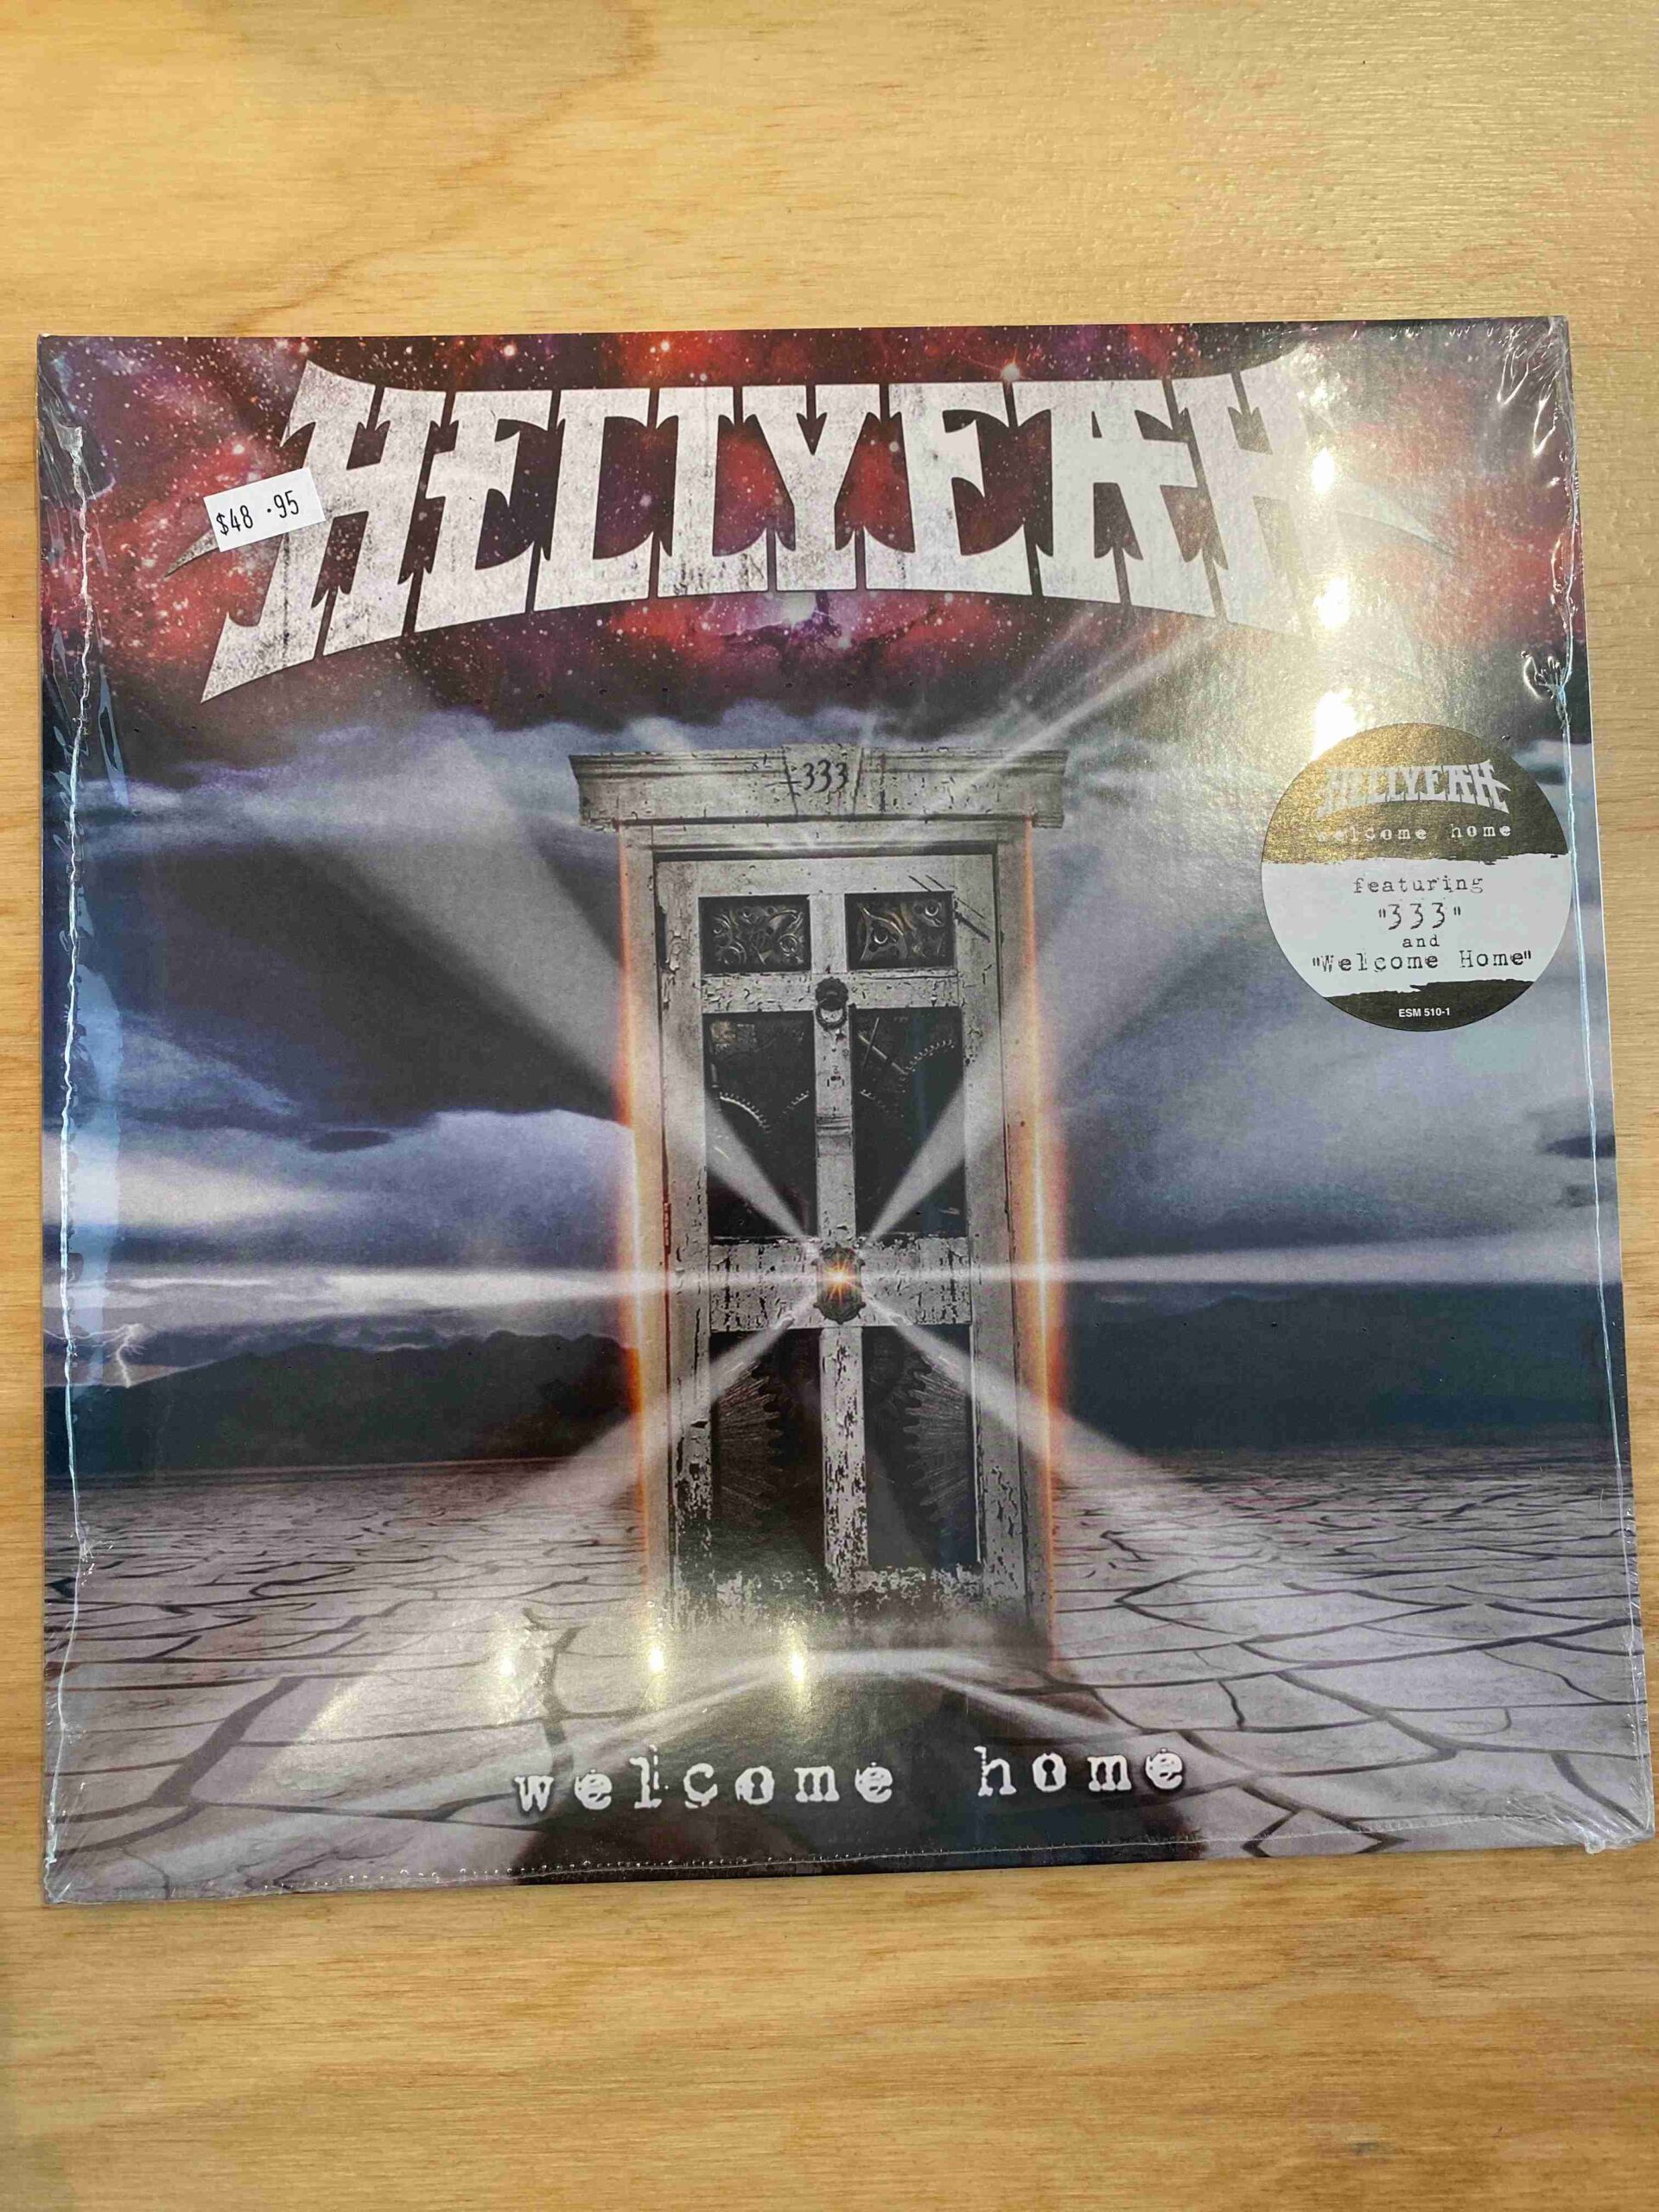 HELLYEAH
$48.95
333
HELLYEAH
welcome home
featuring
"333"
and
"Welcome Home"
ESM 510-1
welcome home